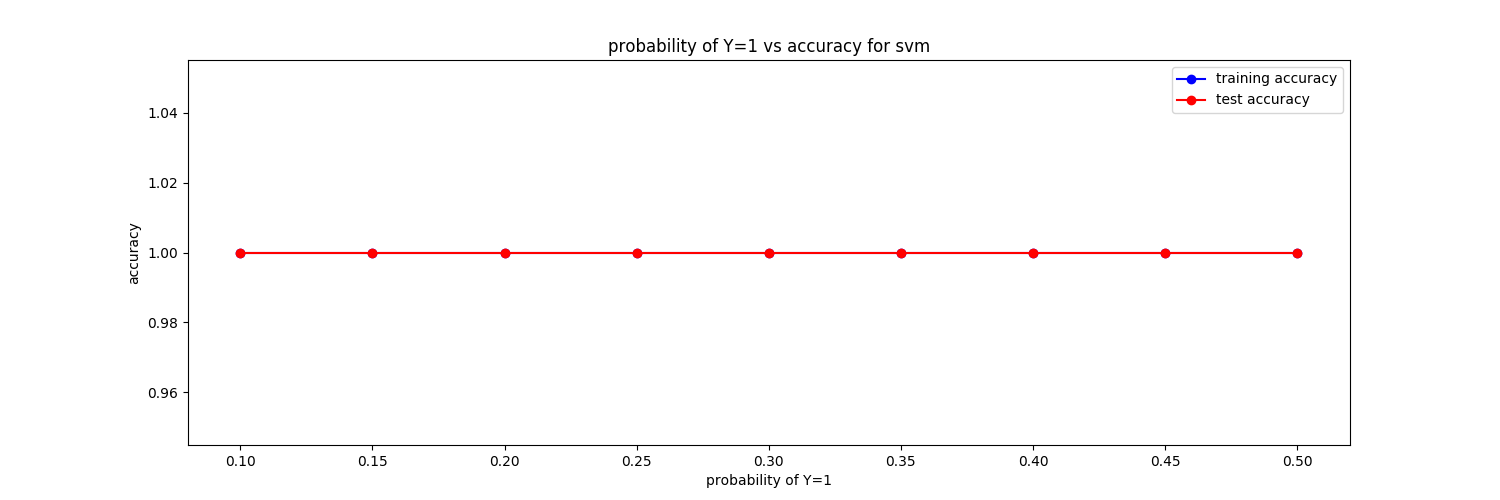 probability of Y=1 vs accuracy for svm
training accuracy
test accuracy
1.04
1.02
1.00
0.98
0.96
accuracy
0.10 0.15 0.20 0.25 0.30 0.35 0.40 0.45 0.50
probability of Y=1